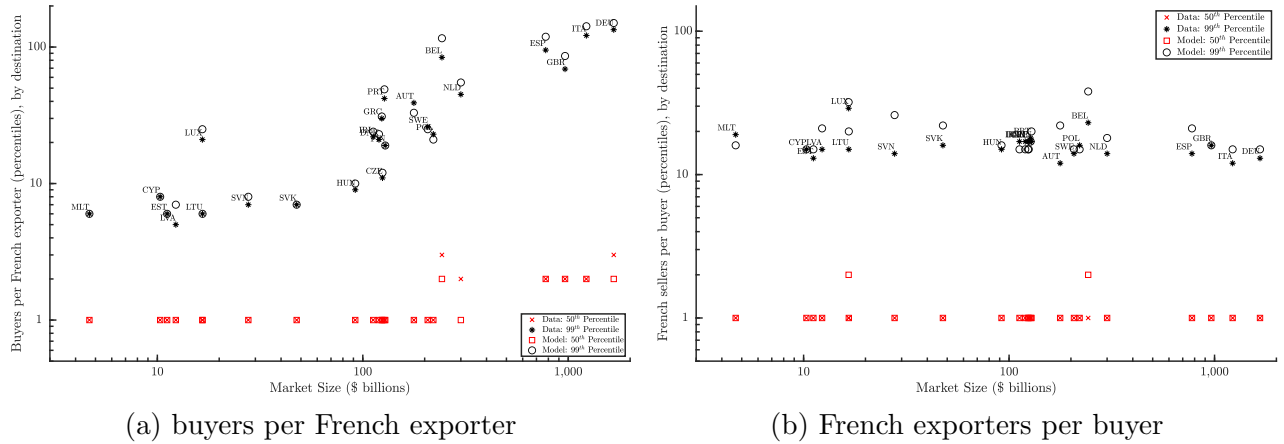 Buyers per French exporter (percentiles), by destination
100
10
1
MLT
CYP
EST
LVA
LTU
LUX
SVN
SVK
HUN
PRT
GRC
CZE
AUT
BEL
NLD
SWE
ESP
GBR
ITA
DEU
Data: 50th Percentile
Data: 99th Percentile
Model: 50th Percentile
Model: 99th Percentile
10
100
1,000
Market Size ($ billions)
(a) buyers per French exporter
French sellers per buyer (percentiles), by destination
100
10
1
MLT
CYP
LVA
LTU
LUX
SVN
SVK
HUN
AUT
SWE
POL
BEL
NLD
ESP
GBR
ITA
DEU
Data: 50th Percentile
Data: 99th Percentile
Model: 50th Percentile
Model: 99th Percentile
10
100
1,000
Market Size ($ billions)
(b) French exporters per buyer